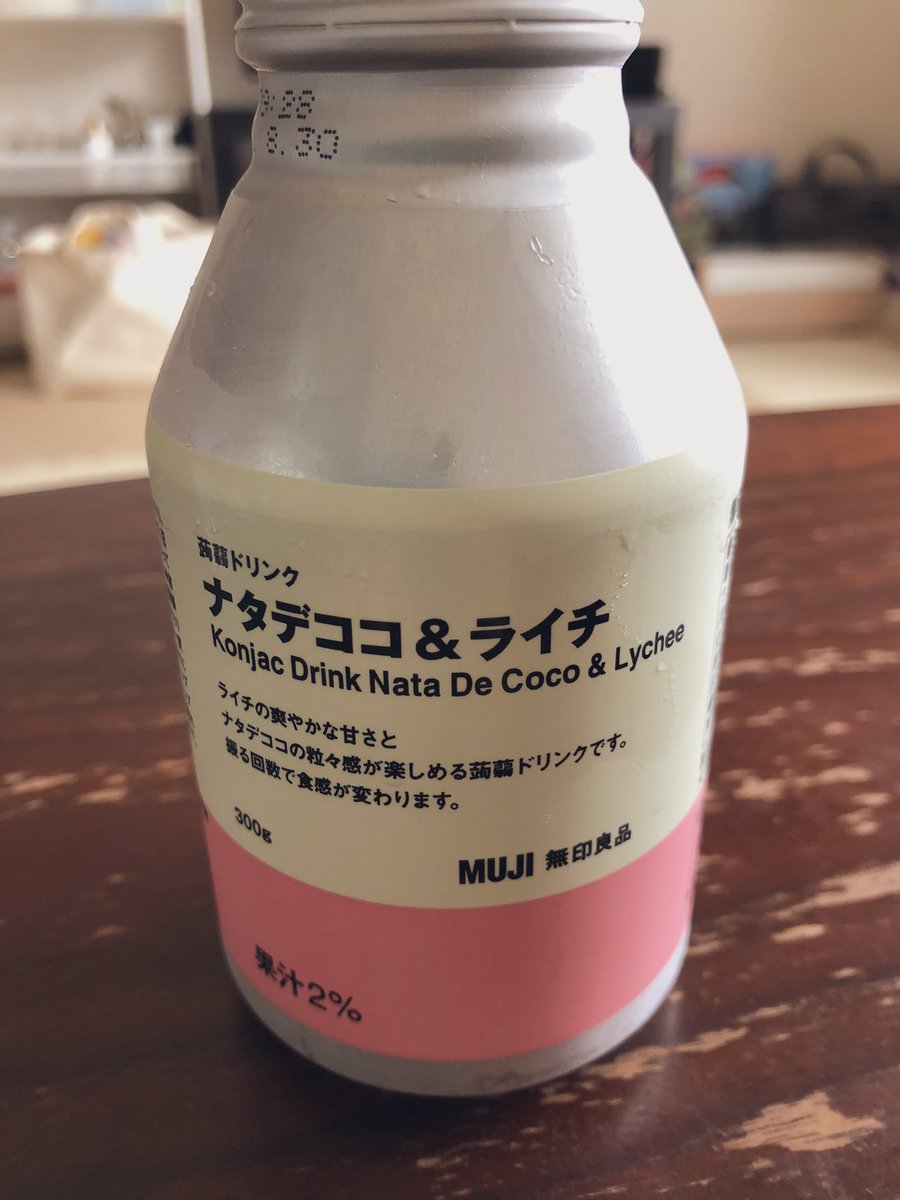 :28
8.30
蒟蒻ドリンク
ナタデココ&ライチ
Konjac Drink Nata De Coco & Lychee
ライチの爽やかな甘さと
ナタデココの粒々感が楽しめる蒟蒻ドリンクです。
振る回数で食感が変わります。
300g
MUJI 無印良品
果汁2%